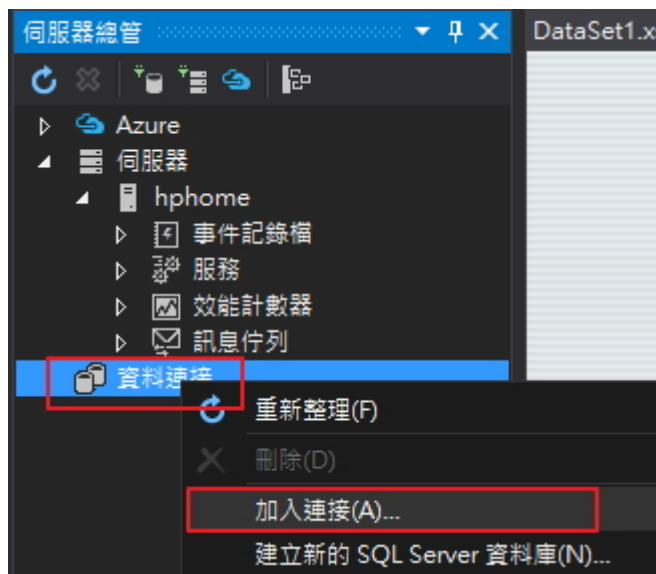 伺服器總管
DataSet1.x
Azure
伺服器
hphome
事件記錄檔
服務
效能計數器
訊息佇列
資料連接
重新整理(F)
刪除(D)
加入連接(A)...
建立新的 SQL Server 資料庫(N)...